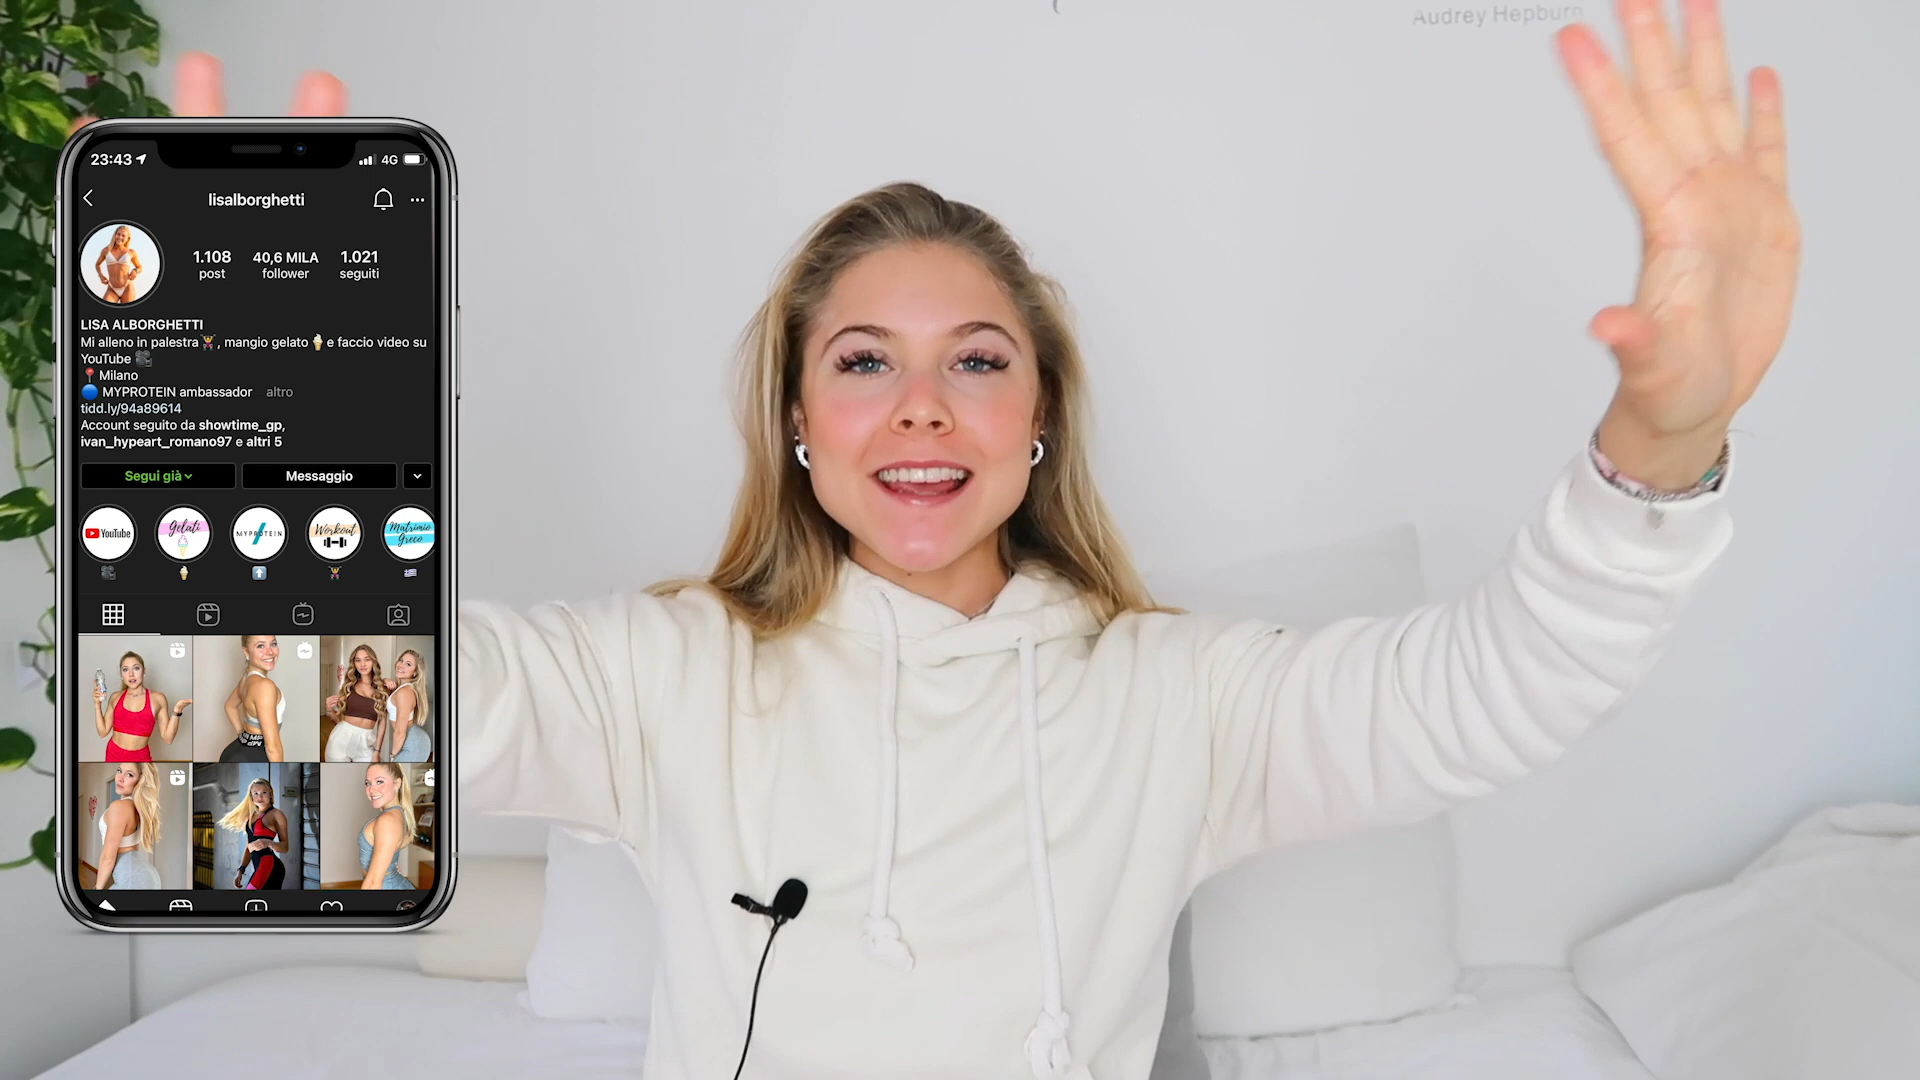 Audrey Hepburn
23:43
4G
lisalborghetti
1.108
post
40,6 MILA
follower
1.021
seguiti
LISA ALBORGHETTI
Mi alleno in palestra🏋️‍♀️, mangio gelato🍦e faccio video su
YouTube 🎥
📍 Milano
🔵 MYPROTEIN ambassador altro
tidd.ly/94a89614
Account seguito da showtime_gp,
ivan_hypeart_romano97 e altri 5
Segui già
Messaggio
YouTube
Gelati
MYPROTEIN
Workout
Matrimio
Greco